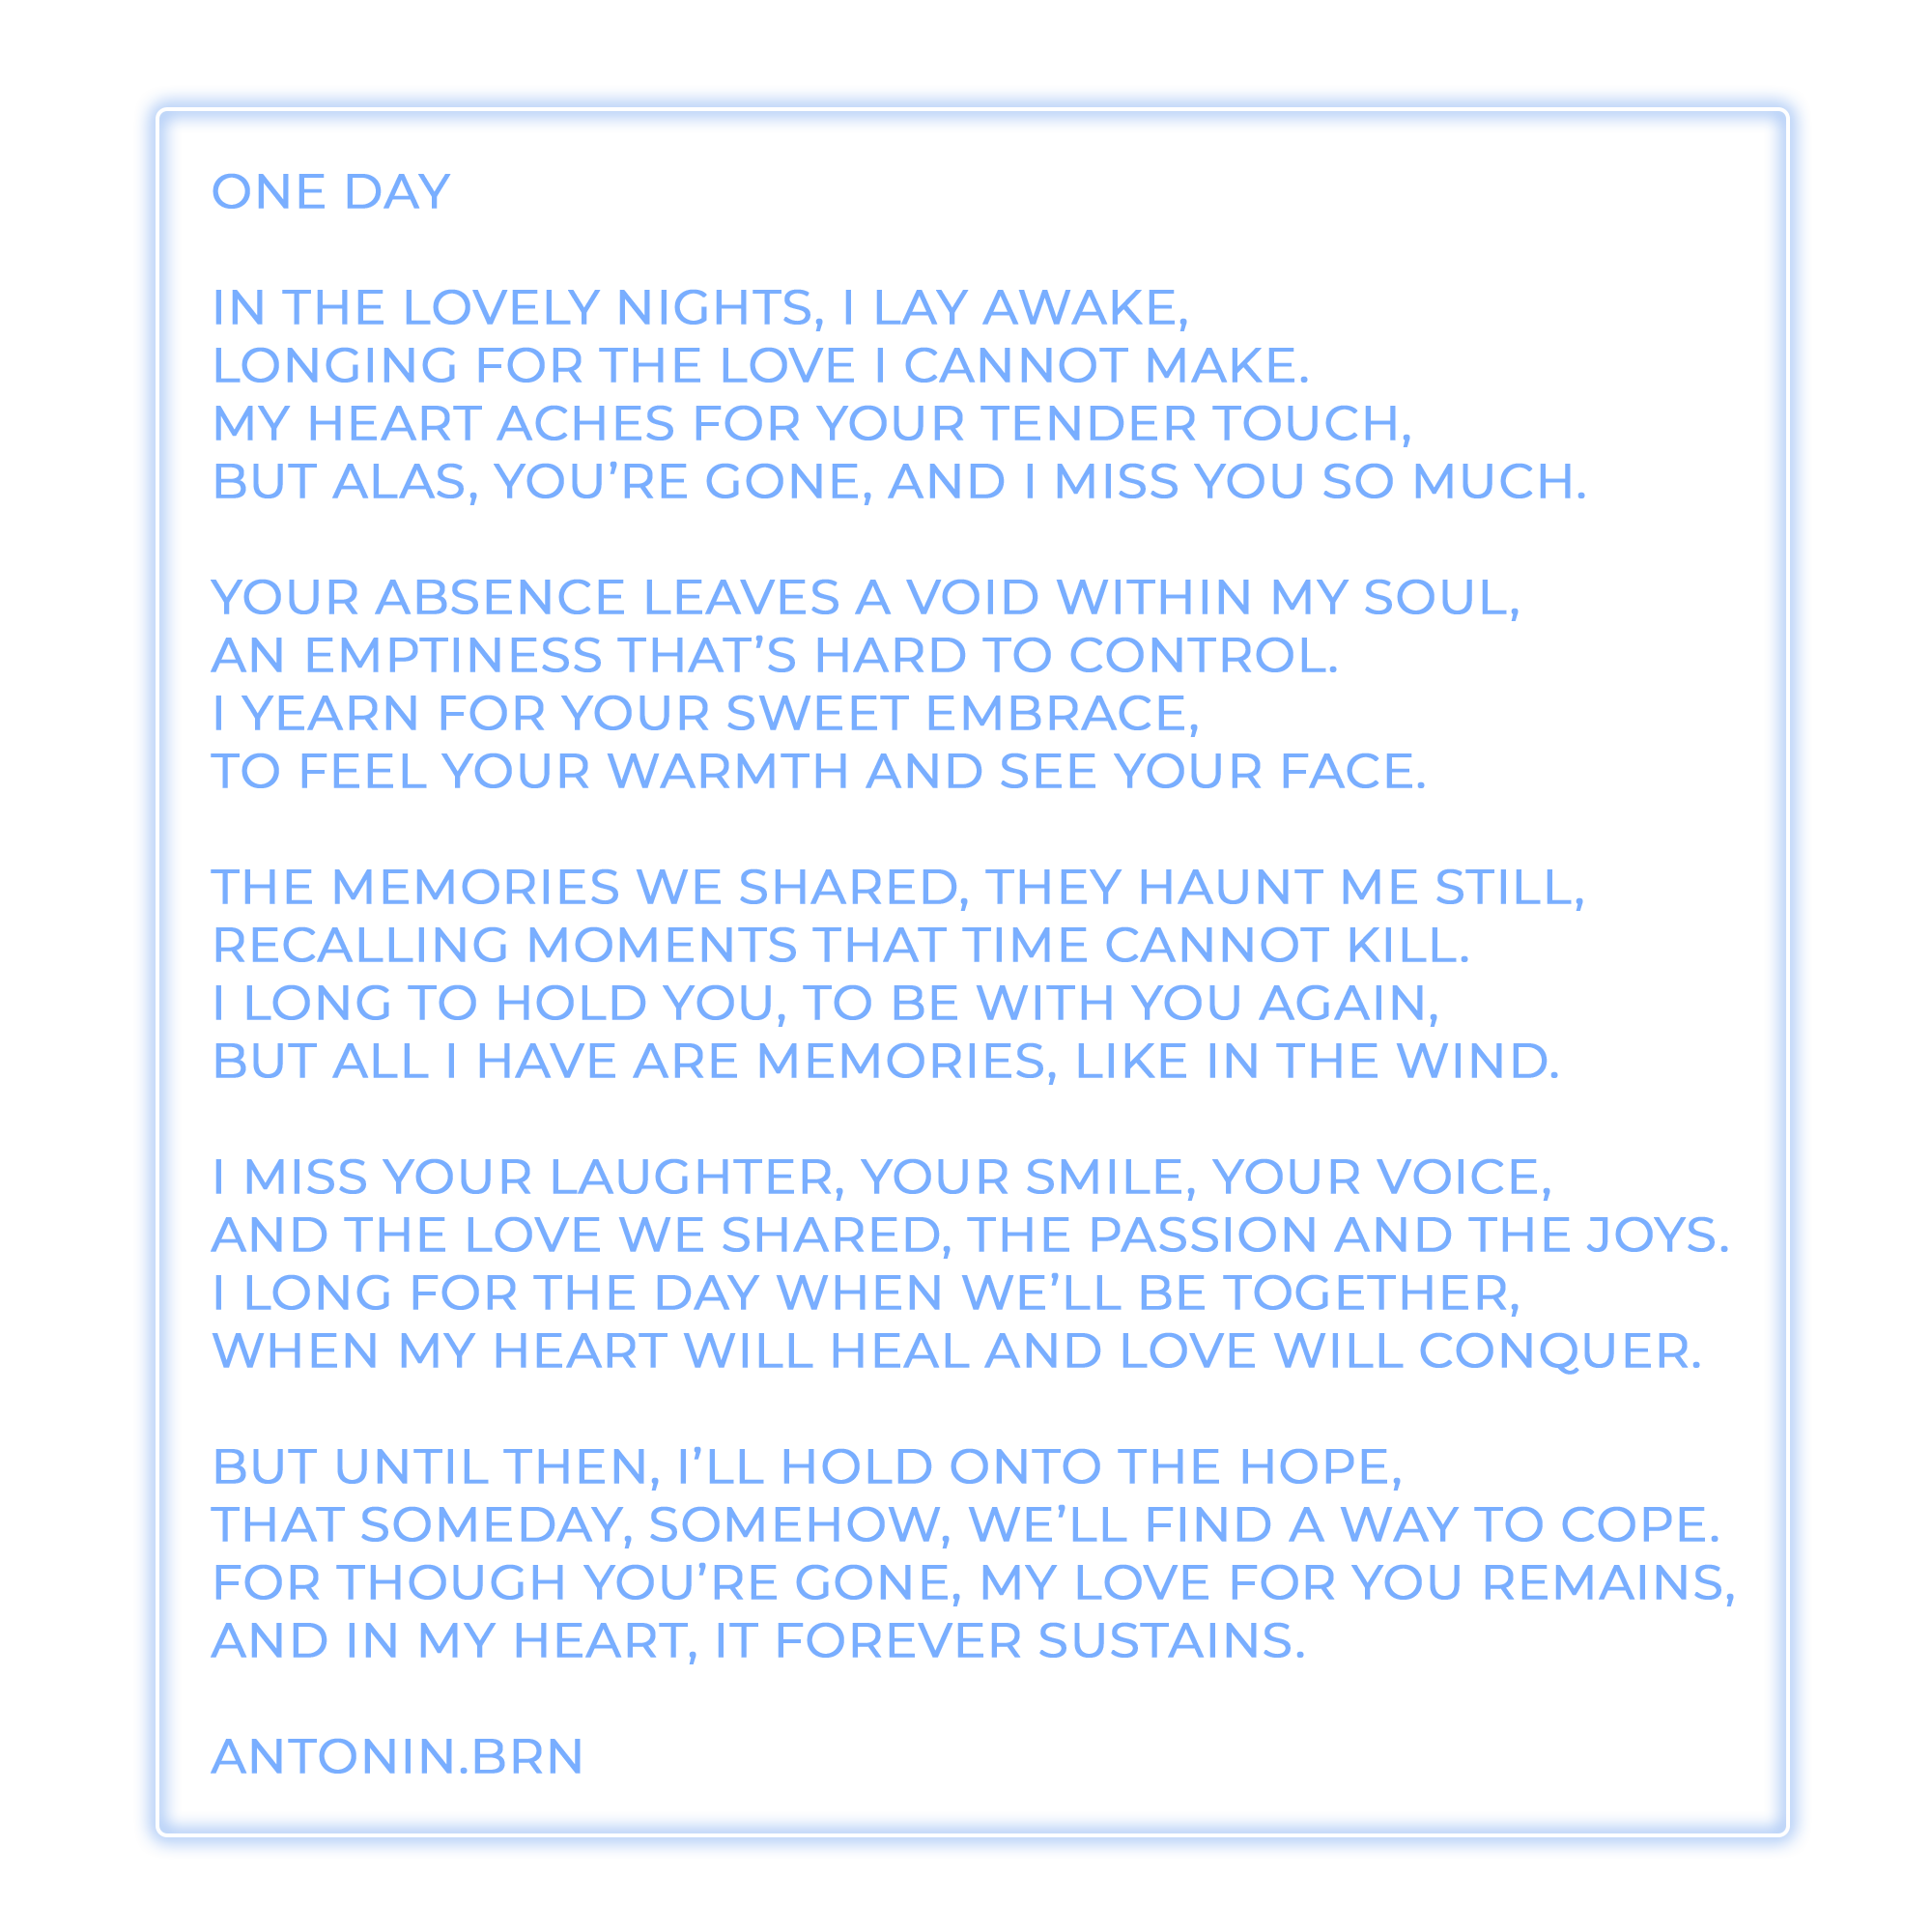 ONE DAY
IN THE LOVELY NIGHTS, I LAY AWAKE,
LONGING FOR THE LOVE I CANNOT MAKE.
MY HEART ACHES FOR YOUR TENDER TOUCH,
BUT ALAS, YOU’RE GONE, AND I MISS YOU SO MUCH.
YOUR ABSENCE LEAVES A VOID WITHIN MY SOUL,
AN EMPTINESS THAT’S HARD TO CONTROL.
I YEARN FOR YOUR SWEET EMBRACE,
TO FEEL YOUR WARMTH AND SEE YOUR FACE.
THE MEMORIES WE SHARED, THEY HAUNT ME STILL,
RECALLING MOMENTS THAT TIME CANNOT KILL.
I LONG TO HOLD YOU, TO BE WITH YOU AGAIN,
BUT ALL I HAVE ARE MEMORIES, LIKE IN THE WIND.
I MISS YOUR LAUGHTER, YOUR SMILE, YOUR VOICE,
AND THE LOVE WE SHARED, THE PASSION AND THE JOYS.
I LONG FOR THE DAY WHEN WE’LL BE TOGETHER,
WHEN MY HEART WILL HEAL AND LOVE WILL CONQUER.
BUT UNTIL THEN, I’LL HOLD ONTO THE HOPE,
THAT SOMEDAY, SOMEHOW, WE’LL FIND A WAY TO COPE.
FOR THOUGH YOU’RE GONE, MY LOVE FOR YOU REMAINS,
AND IN MY HEART, IT FOREVER SUSTAINS.
ANTONIN.BRN